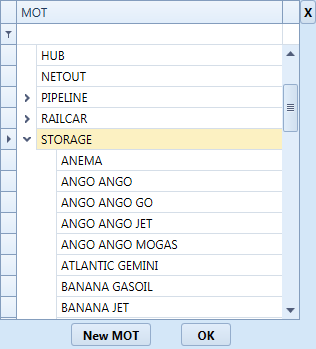 MOT
X
HUB
NETOUT
PIPELINE
RAILCAR
STORAGE
ANEMA
ANGO ANGO
ANGO ANGO GO
ANGO ANGO JET
ANGO ANGO MOGAS
ATLANTIC GEMINI
BANANA GASOIL
BANANA JET
New MOT
OK